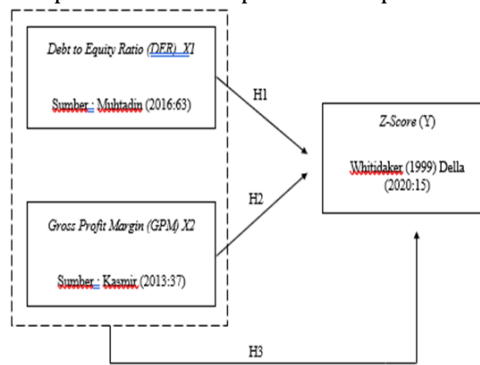 Debt to Equity Ratio (DER) X1
Sumber : Muhtadin (2016:63)
H1
Z-Score (Y)
Whitidaker (1999) Della
(2020:15)
H2
Gross Profit Margin (GPM) X2
Sumber : Kasmir (2013:37)
H3